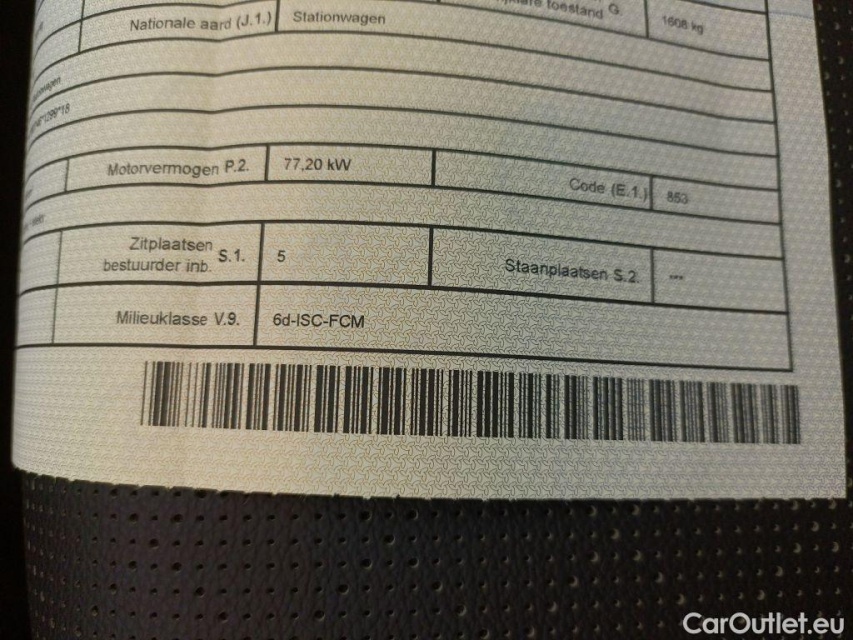 Nationale aard (J.1.) Stationwagen toestand G. 1608 kg
Motorvermogen P.2. 77,20 kW Code (E.1.) 853
Zitplaatsen
bestuurder inb. S.1. 5 Staanplaatsen S.2. ---
Milieuklasse V.9. 6d-ISC-FCM
CarOutlet.eu